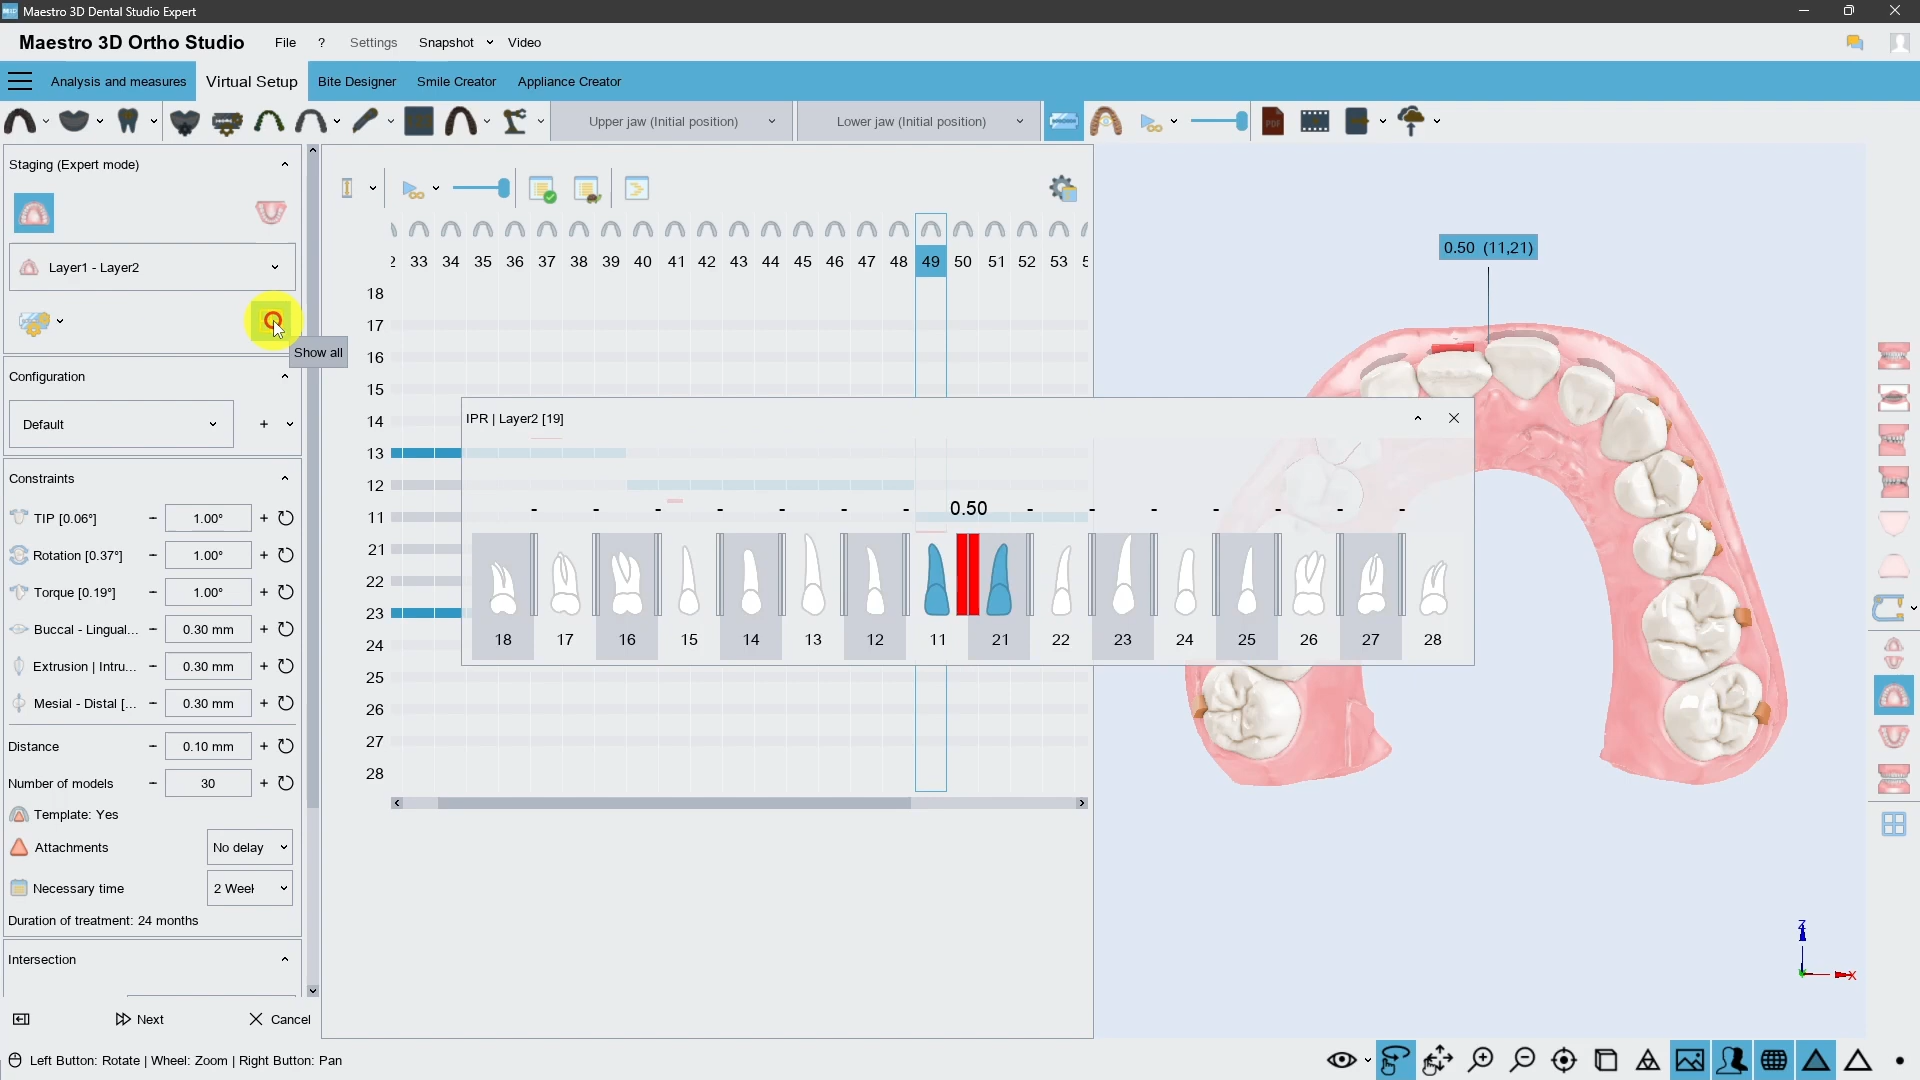 Maestro 3D Dental Studio Expert
Maestro 3D Ortho Studio File ? Settings Snapshot Video
Analysis and measures Virtual Setup Bite Designer Smile Creator Appliance Creator
Upper jaw (Initial position) Lower jaw (Initial position) PDF
Staging (Expert mode)
Layer1 - Layer2
Show all
Configuration
Default +
Constraints
TIP [0.06°] - 1.00° +
Rotation [0.37°] - 1.00° +
Torque [0.19°] - 1.00° +
Buccal - Lingual... - 0.30 mm +
Extrusion | Intru... - 0.30 mm +
Mesial - Distal [... - 0.30 mm +
Distance - 0.10 mm +
Number of models - 30 +
Template: Yes
Attachments No delay
Necessary time 2 Weel
Duration of treatment: 24 months
Intersection
Next Cancel
33 34 35 36 37 38 39 40 41 42 43 44 45 46 47 48 49 50 51 52 53
18
17
16
15
14
13
12
11
21
22
23
24
25
26
27
28
IPR | Layer2 [19]
- - - - - - - 0.50 - - - - - - -
18 17 16 15 14 13 12 11 21 22 23 24 25 26 27 28
0.50 (11,21)
Z
X
Left Button: Rotate | Wheel: Zoom | Right Button: Pan